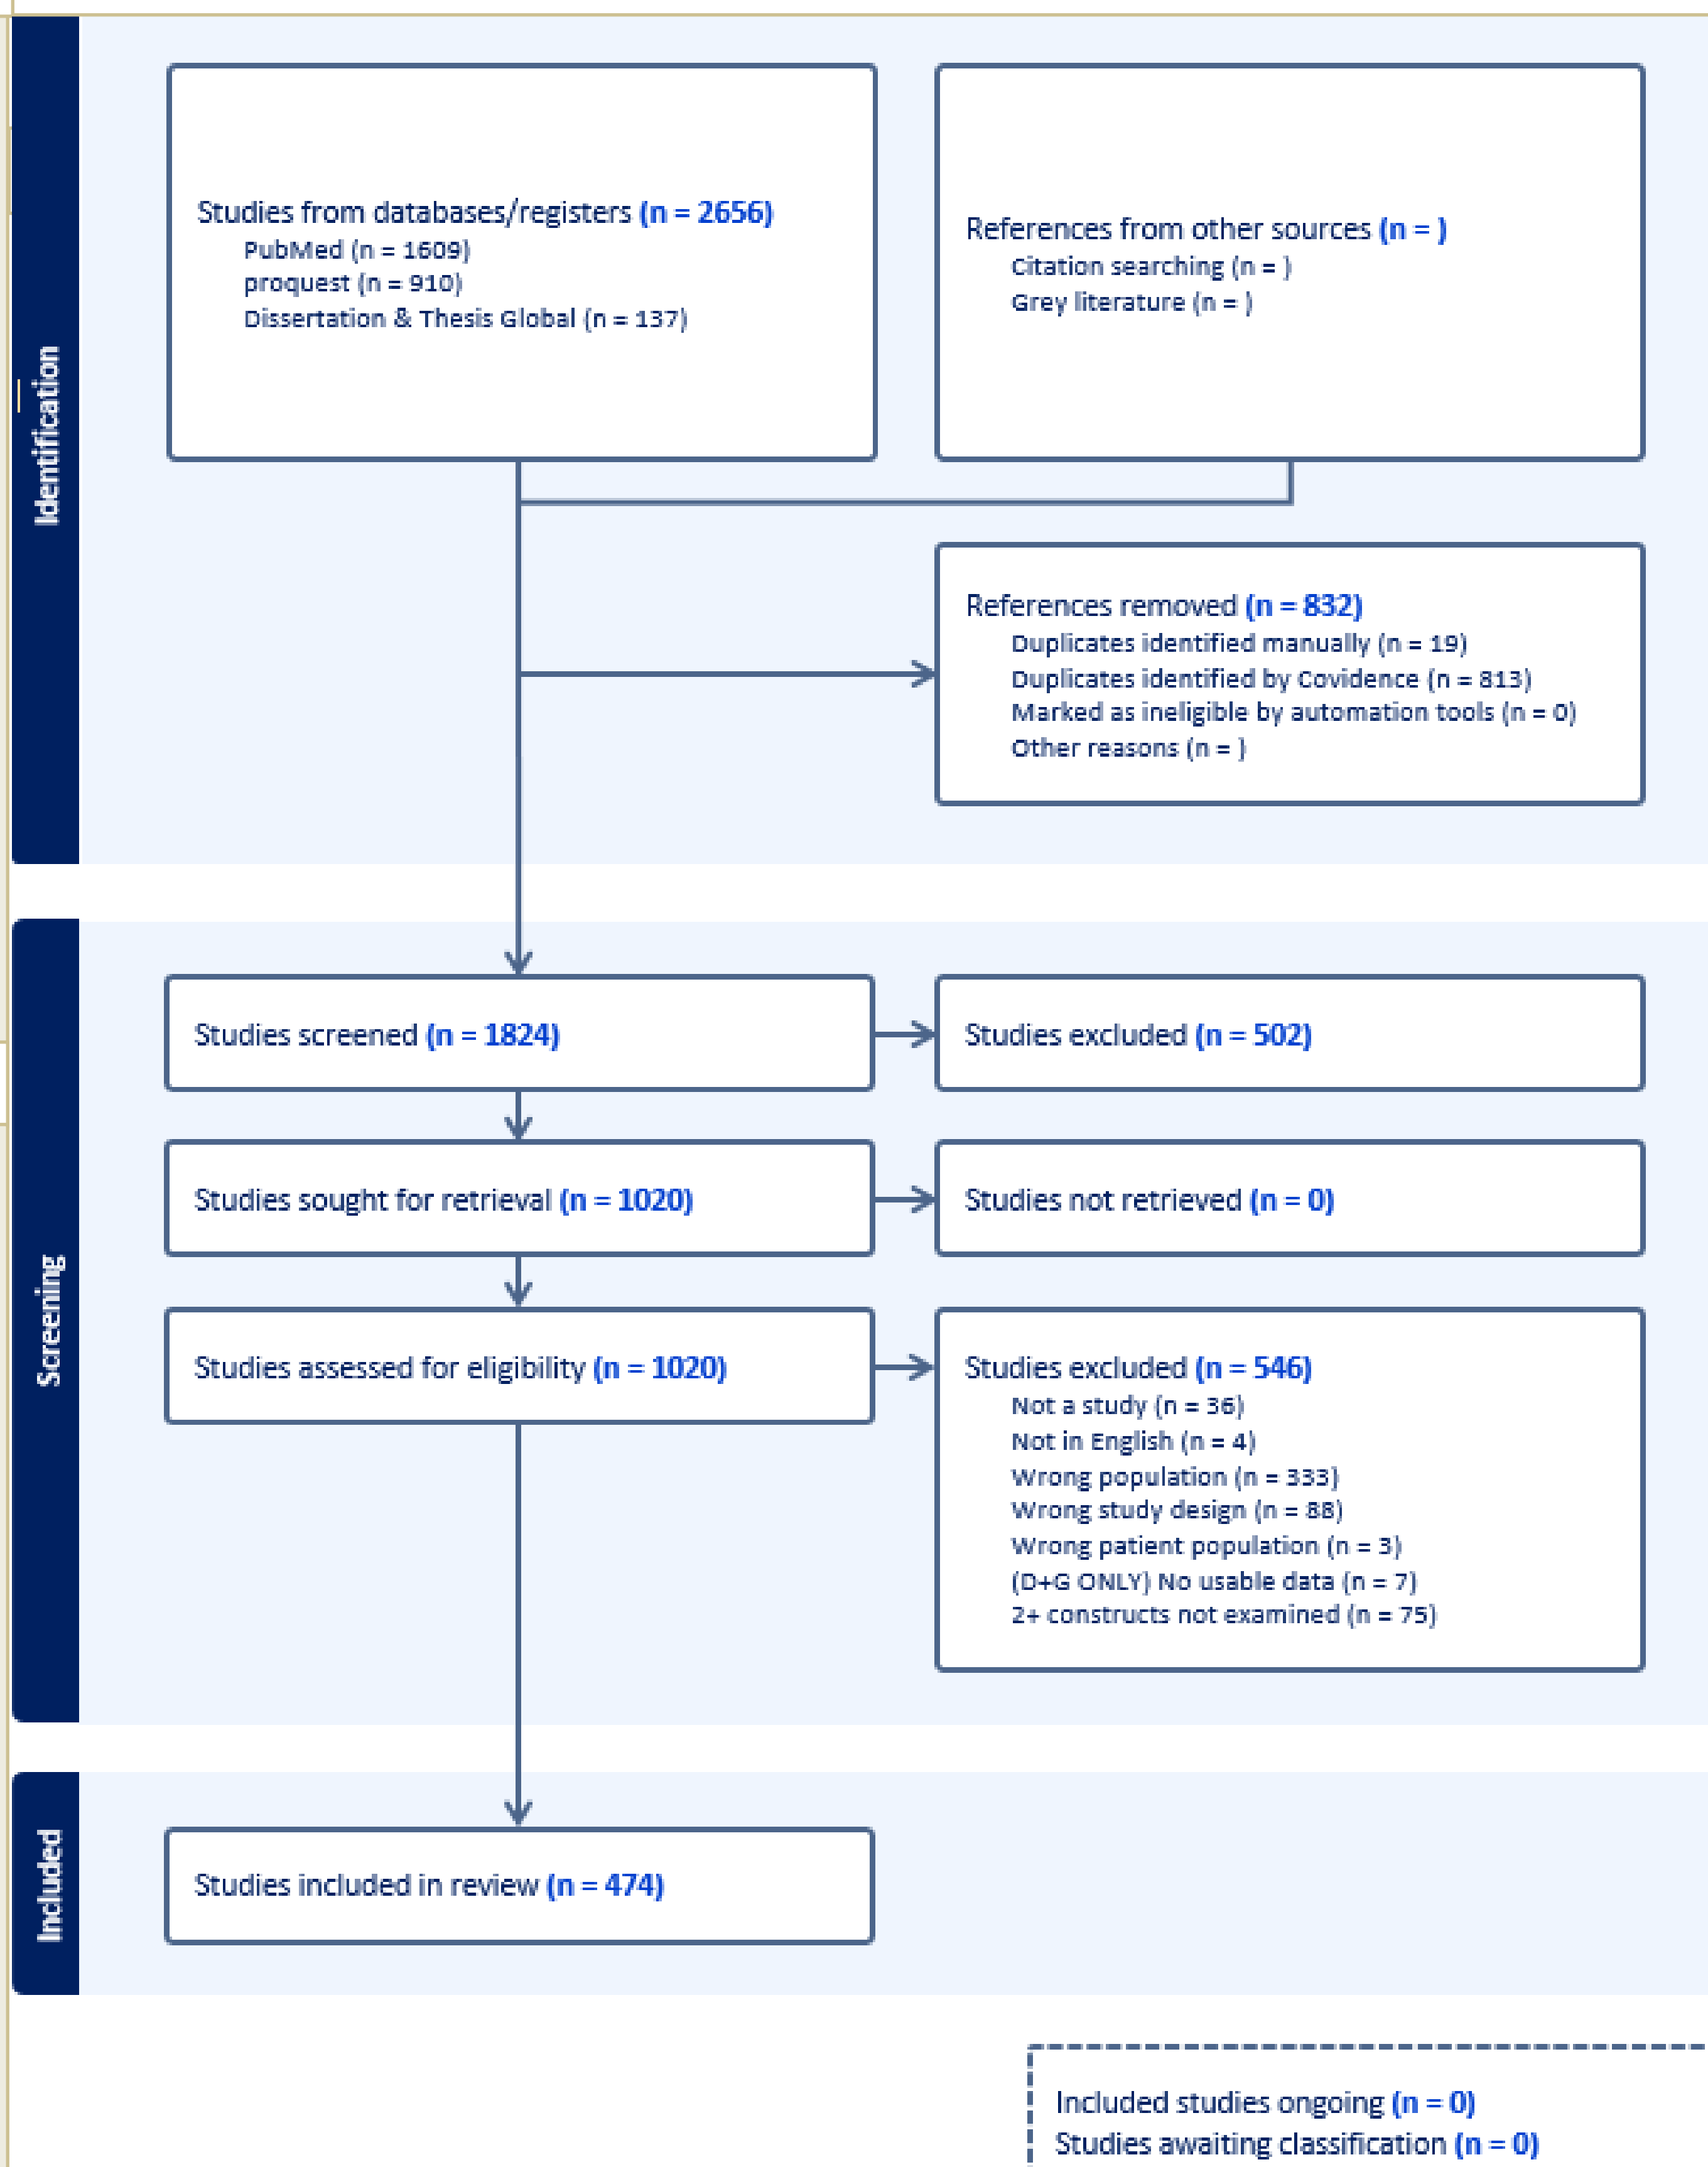 Identification
Studies from databases/registers (n = 2656)
PubMed (n = 1609)
proquest (n = 910)
Dissertation & Thesis Global (n = 137)
References from other sources (n = )
Citation searching (n = )
Grey literature (n = )
References removed (n = 832)
Duplicates identified manually (n = 19)
Duplicates identified by Covidence (n = 813)
Marked as ineligible by automation tools (n = 0)
Other reasons (n = )
Screening
Studies screened (n = 1824)
Studies excluded (n = 502)
Studies sought for retrieval (n = 1020)
Studies not retrieved (n = 0)
Studies assessed for eligibility (n = 1020)
Studies excluded (n = 546)
Not a study (n = 36)
Not in English (n = 4)
Wrong population (n = 333)
Wrong study design (n = 88)
Wrong patient population (n = 3)
(D+G ONLY) No usable data (n = 7)
2+ constructs not examined (n = 75)
Included
Studies included in review (n = 474)
Included studies ongoing (n = 0)
Studies awaiting classification (n = 0)